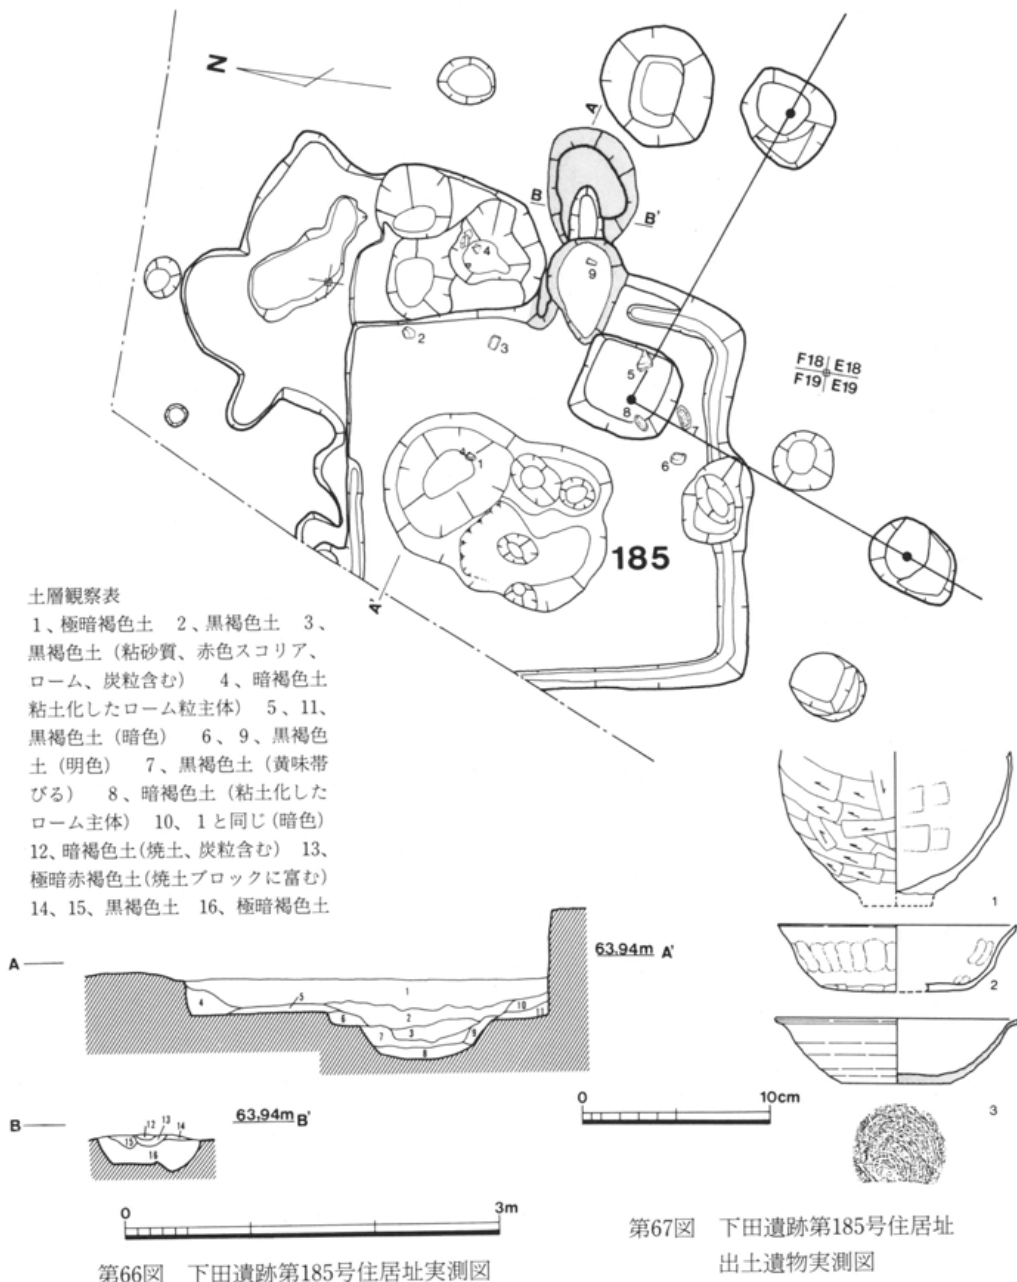 N
A
B
B'
4
9
2
3
5
8
7
6
1
F18 E18
F19 E19
185
A'
土層観察表
1、極暗褐色土 2、黒褐色土 3、
黒褐色土（粘砂質、赤色スコリア、
ローム、炭粒含む） 4、暗褐色土
粘土化したローム粒主体） 5、11、
黒褐色土（暗色） 6、9、黒褐色
土（明色） 7、黒褐色土（黄味帯
びる） 8、暗褐色土（粘土化した
ローム主体） 10、1と同じ（暗色）
12、暗褐色土（焼土、炭粒含む） 13、
極暗赤褐色土（焼土ブロックに富む）
14、15、黒褐色土 16、極暗褐色土
A
63.94m A'
1
5
4
10
11
2
6
3
7
9
8
B
63.94m B'
12 13 14
15
16
0 3m
第66図 下田遺跡第185号住居址実測図
1
2
3
0 10cm
第67図 下田遺跡第185号住居址
出土遺物実測図